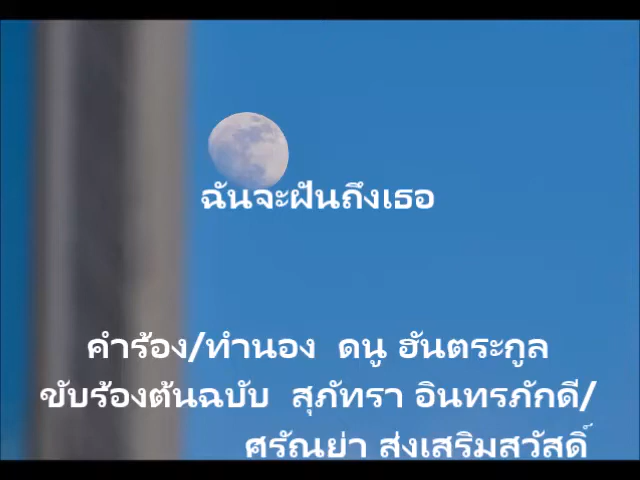 ฉันจะฝันถึงเธอ
คำร้อง/ทำนอง ดนู ฮันตระกูล
ขับร้องต้นฉบับ สุภัทรา อินทรภักดี/
ศรัณย่า ส่งเสริมสวัสดิ์